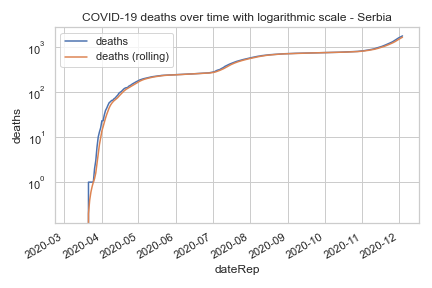 COVID-19 deaths over time with logarithmic scale - Serbia
deaths
deaths (rolling)
10³
10²
10¹
10⁰
deaths
2020-03
2020-04
2020-05
2020-06
2020-07
2020-08
2020-09
2020-10
2020-11
2020-12
dateRep